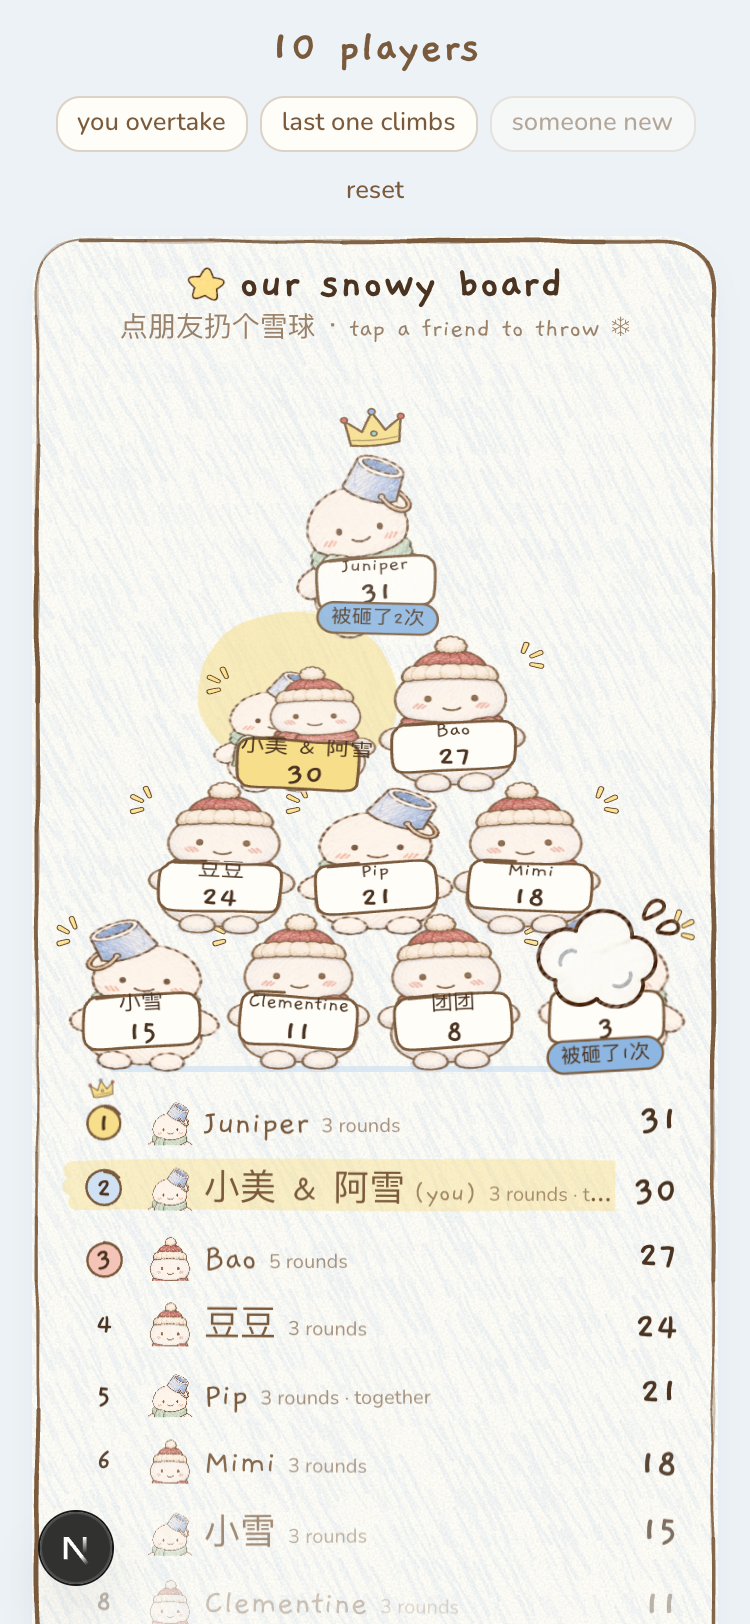 10 players
you overtake
last one climbs
someone new
reset
our snowy board
点朋友扔个雪球 · tap a friend to throw ❄
Juniper
31
被砸了2次
小美 & 阿雪
30
Bao
27
豆豆
24
Pip
21
Mimi
18
小雪
15
Clementine
11
团团
8
3
被砸了1次
1 Juniper 3 rounds 31
2 小美 & 阿雪 (you) 3 rounds · t... 30
3 Bao 5 rounds 27
4 豆豆 3 rounds 24
5 Pip 3 rounds · together 21
6 Mimi 3 rounds 18
小雪 3 rounds 15
N
8 Clementine 3 rounds 11